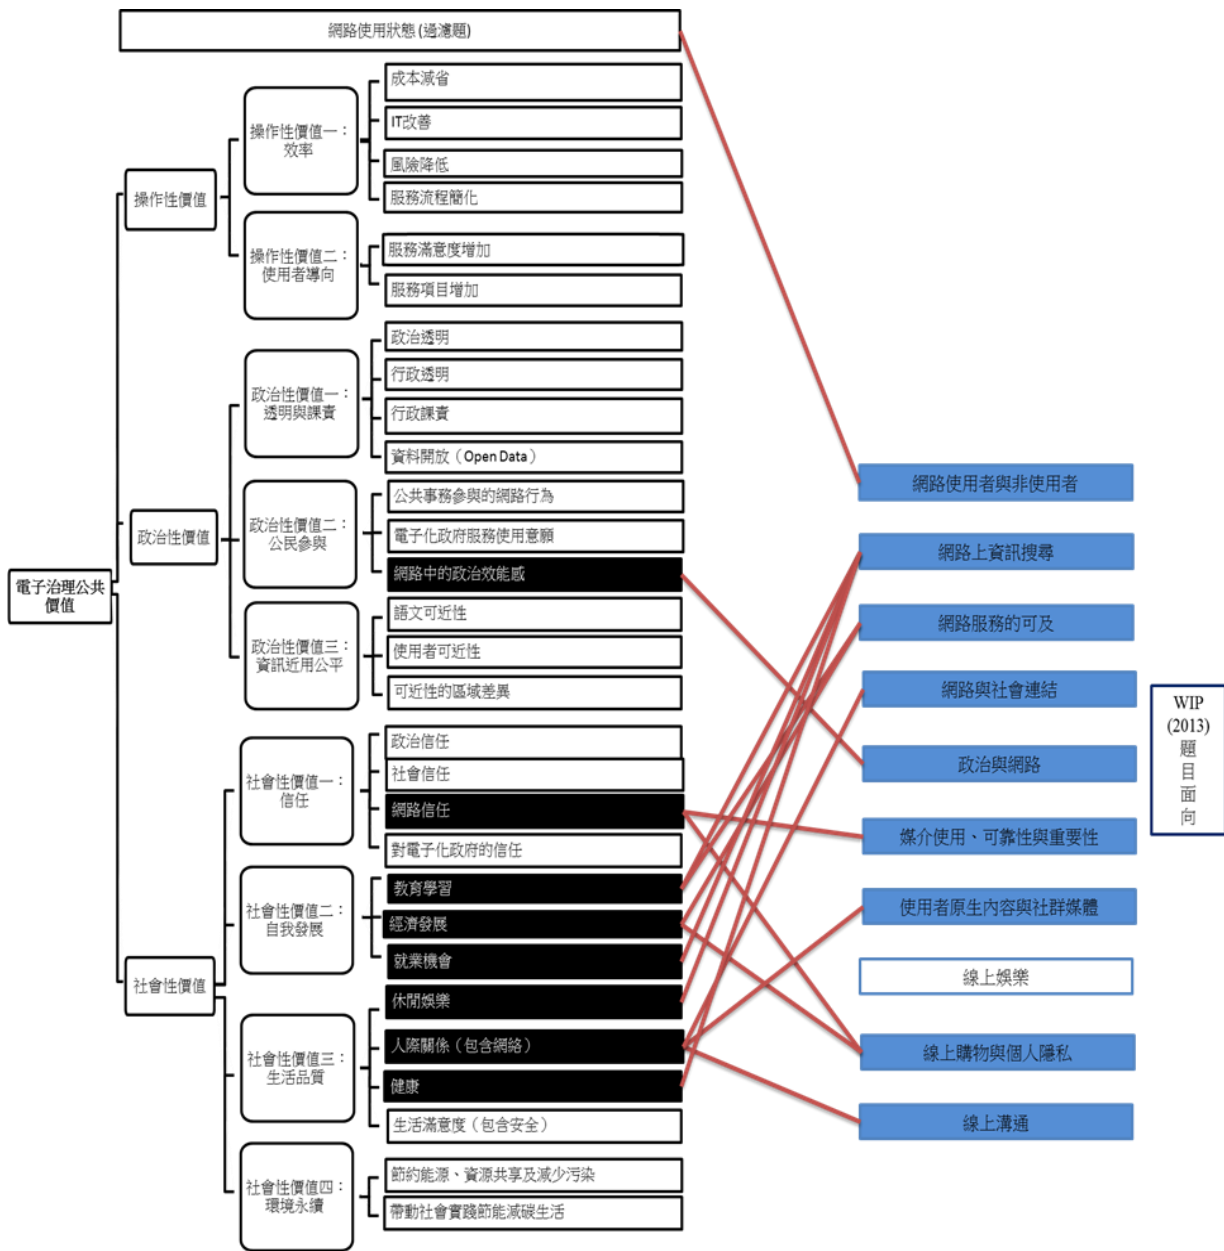 網路使用狀態 (過濾題)
電子治理公共
價值
操作性價值
操作性價值一：
效率
成本減省
IT改善
風險降低
服務流程簡化
操作性價值二：
使用者導向
服務滿意度增加
服務項目增加
政治性價值
政治性價值一：
透明與課責
政治透明
行政透明
行政課責
資料開放（Open Data）
政治性價值二：
公民參與
公共事務參與的網路行為
電子化政府服務使用意願
網路中的政治效能感
政治性價值三：
資訊近用公平
語文可近性
使用者可近性
可近性的區域差異
社會性價值
社會性價值一：
信任
政治信任
社會信任
網路信任
對電子化政府的信任
社會性價值二：
自我發展
教育學習
經濟發展
就業機會
社會性價值三：
生活品質
休閒娛樂
人際關係（包含網絡）
健康
生活滿意度（包含安全）
社會性價值四：
環境永續
節約能源、資源共享及減少污染
帶動社會實踐節能減碳生活
網路使用者與非使用者
網路上資訊搜尋
網路服務的可及
網路與社會連結
政治與網路
媒介使用、可靠性與重要性
使用者原生內容與社群媒體
線上娛樂
線上購物與個人隱私
線上溝通
WIP
(2013)
題
目
面
向